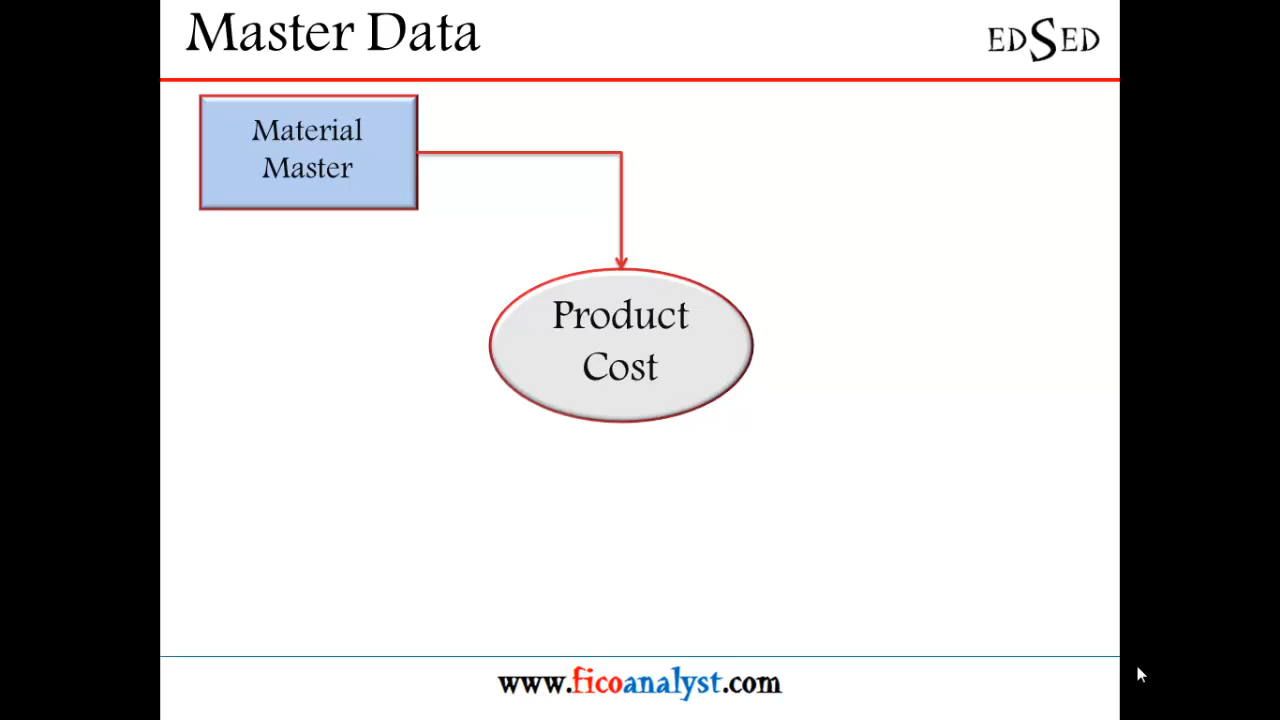 Master Data
EDSED
Material
Master
Product
Cost
www.ficoanalyst.com